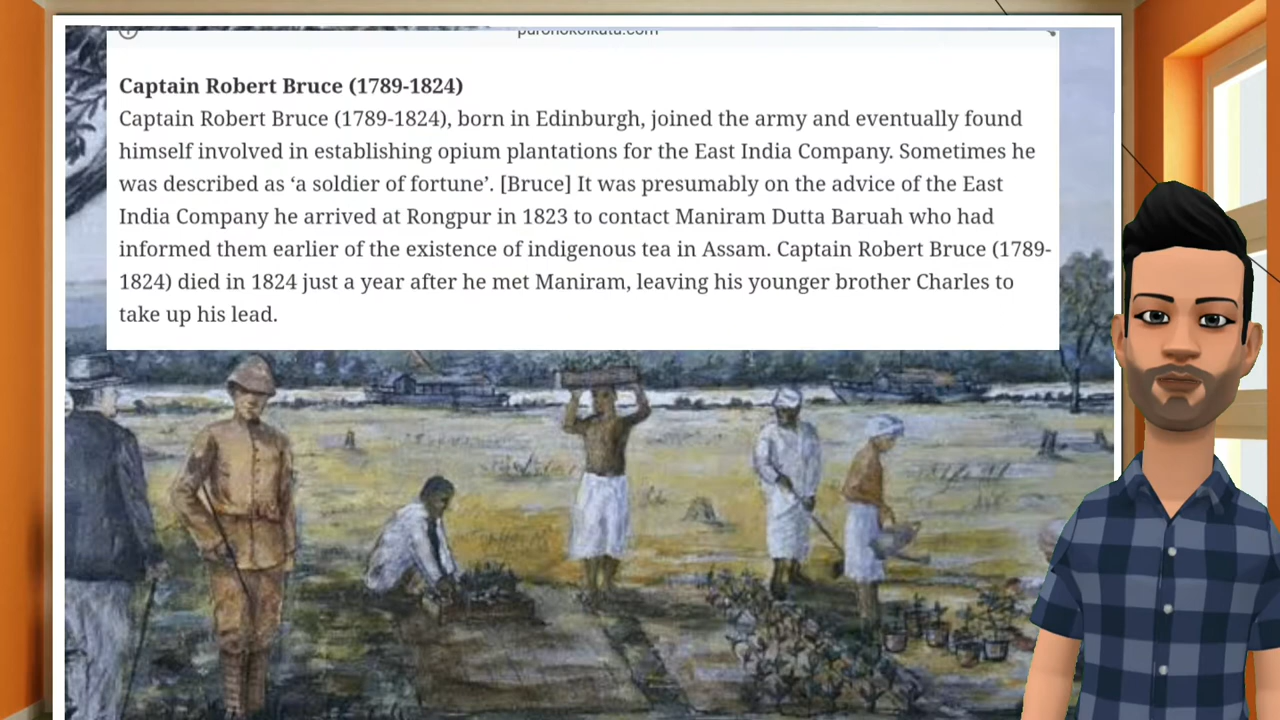 Captain Robert Bruce (1789-1824)
Captain Robert Bruce (1789-1824), born in Edinburgh, joined the army and eventually found
himself involved in establishing opium plantations for the East India Company. Sometimes he
was described as ‘a soldier of fortune’. [Bruce] It was presumably on the advice of the East
India Company he arrived at Rongpur in 1823 to contact Maniram Dutta Baruah who had
informed them earlier of the existence of indigenous tea in Assam. Captain Robert Bruce (1789-
1824) died in 1824 just a year after he met Maniram, leaving his younger brother Charles to
take up his lead.